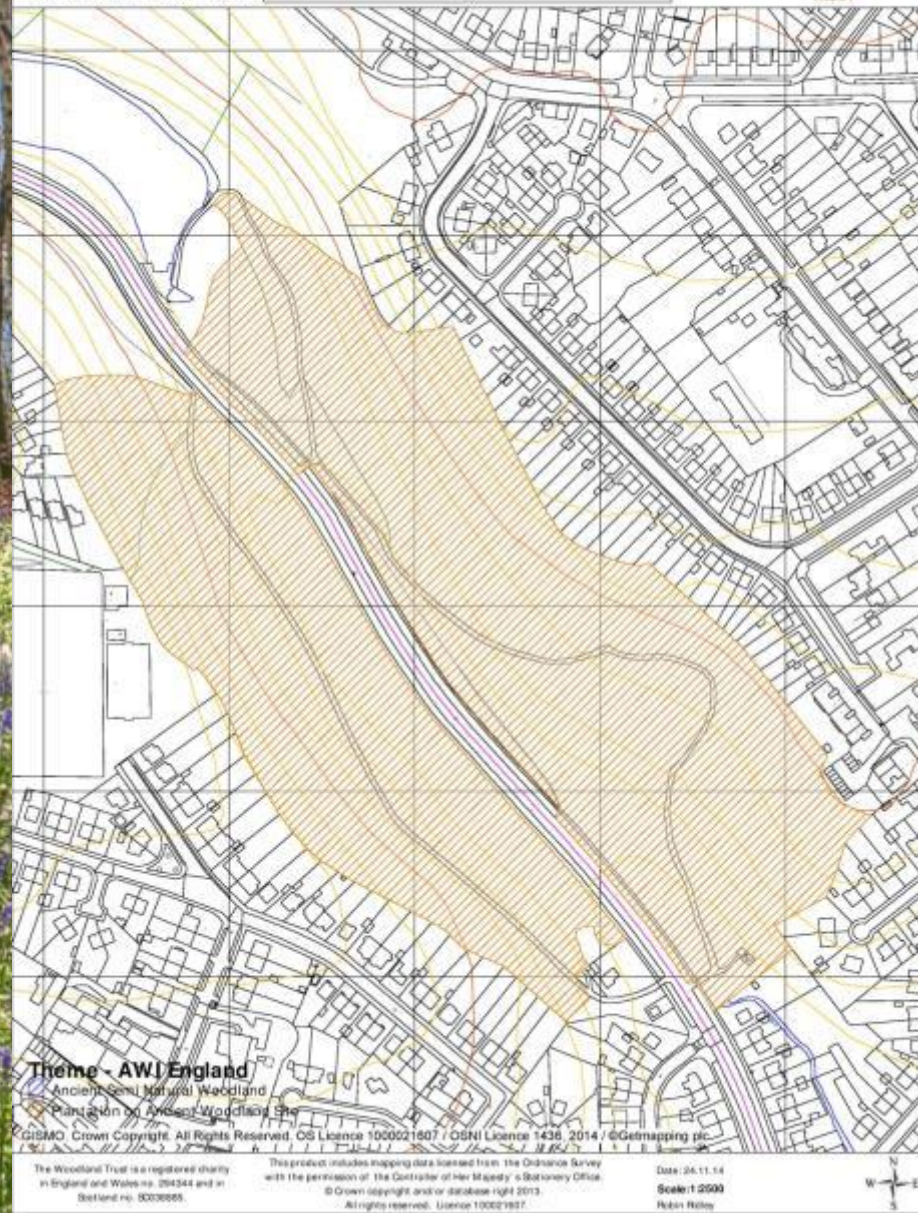 Theme - AWI England
Ancient Semi Natural Woodland
Plantation on Ancient Woodland Site
GISMO. Crown Copyright. All Rights Reserved. OS Licence 1000021607 / OSNI Licence 1436, 2014 / ©Getmapping plc.
The Woodland Trust is a registered charity
in England and Wales no. 294344 and in
Scotland no.
This product includes mapping data licensed from the Ordnance Survey
with the permission of the Controller of Her Majesty's Stationery Office.
© Crown copyright and/or database right 2013.
All rights reserved. Licence 100021607.
Date: 24.11.14
Scale:1:2500
Robin Ridley
N
W E
S